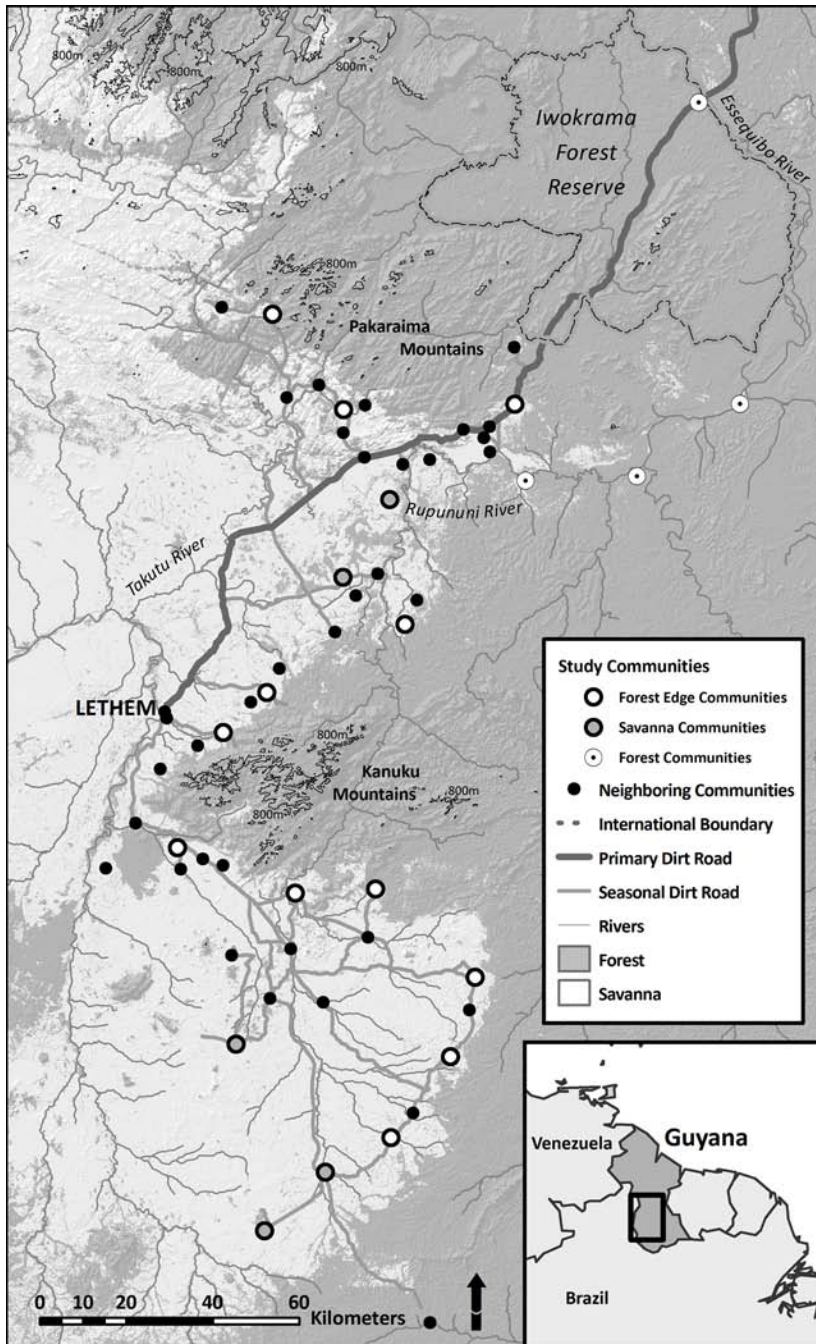 800m
800m
800m
Iwokrama
Forest
Reserve
Essequibo River
800m
Pakaraima
Mountains
Rupununi River
Takutu River
LETHEM
800m
Kanuku
Mountains
800m
800m
Study Communities
Forest Edge Communities
Savanna Communities
Forest Communities
Neighboring Communities
International Boundary
Primary Dirt Road
Seasonal Dirt Road
Rivers
Forest
Savanna
Venezuela
Guyana
Brazil
0 10 20 40 60
Kilometers